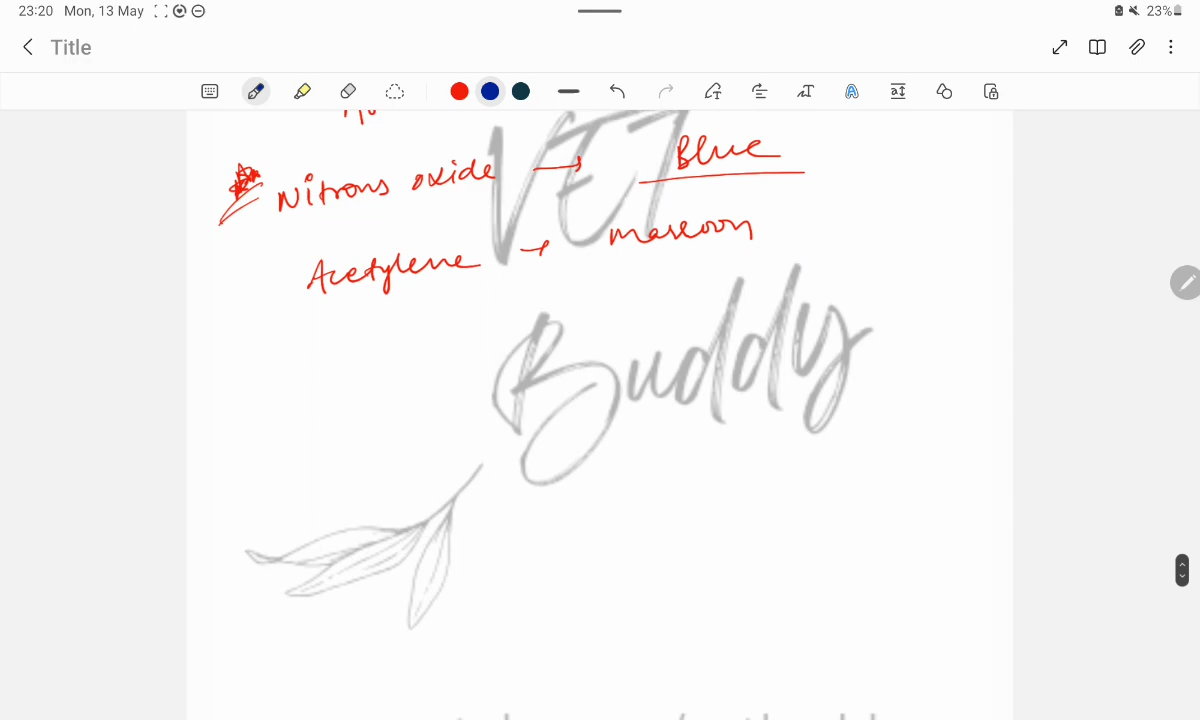 23:20 Mon, 13 May 23%
Title
Nitrous oxide → Blue
Acetylene → maroon
VET
Buddy